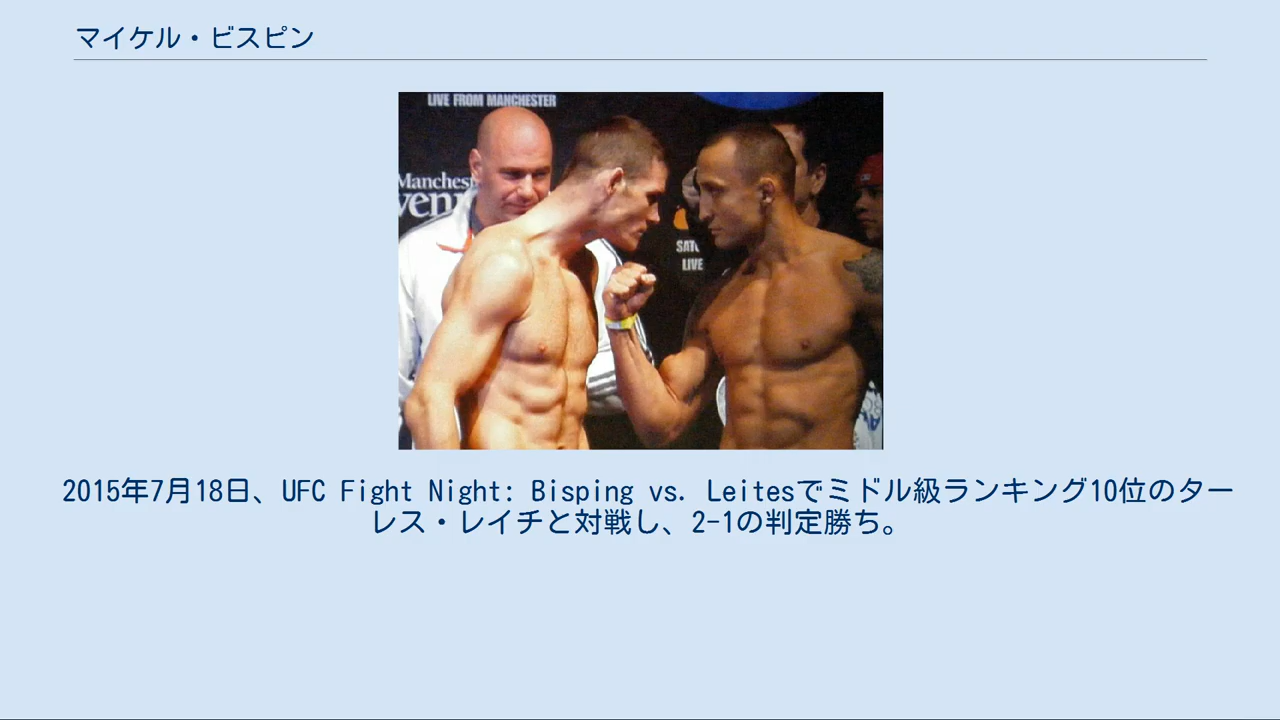 マイケル・ビスピン
LIVE FROM MANCHESTER
SAT
LIVE
2015年7月18日、UFC Fight Night: Bisping vs. Leitesでミドル級ランキング10位のター
レス・レイチと対戦し、2-1の判定勝ち。